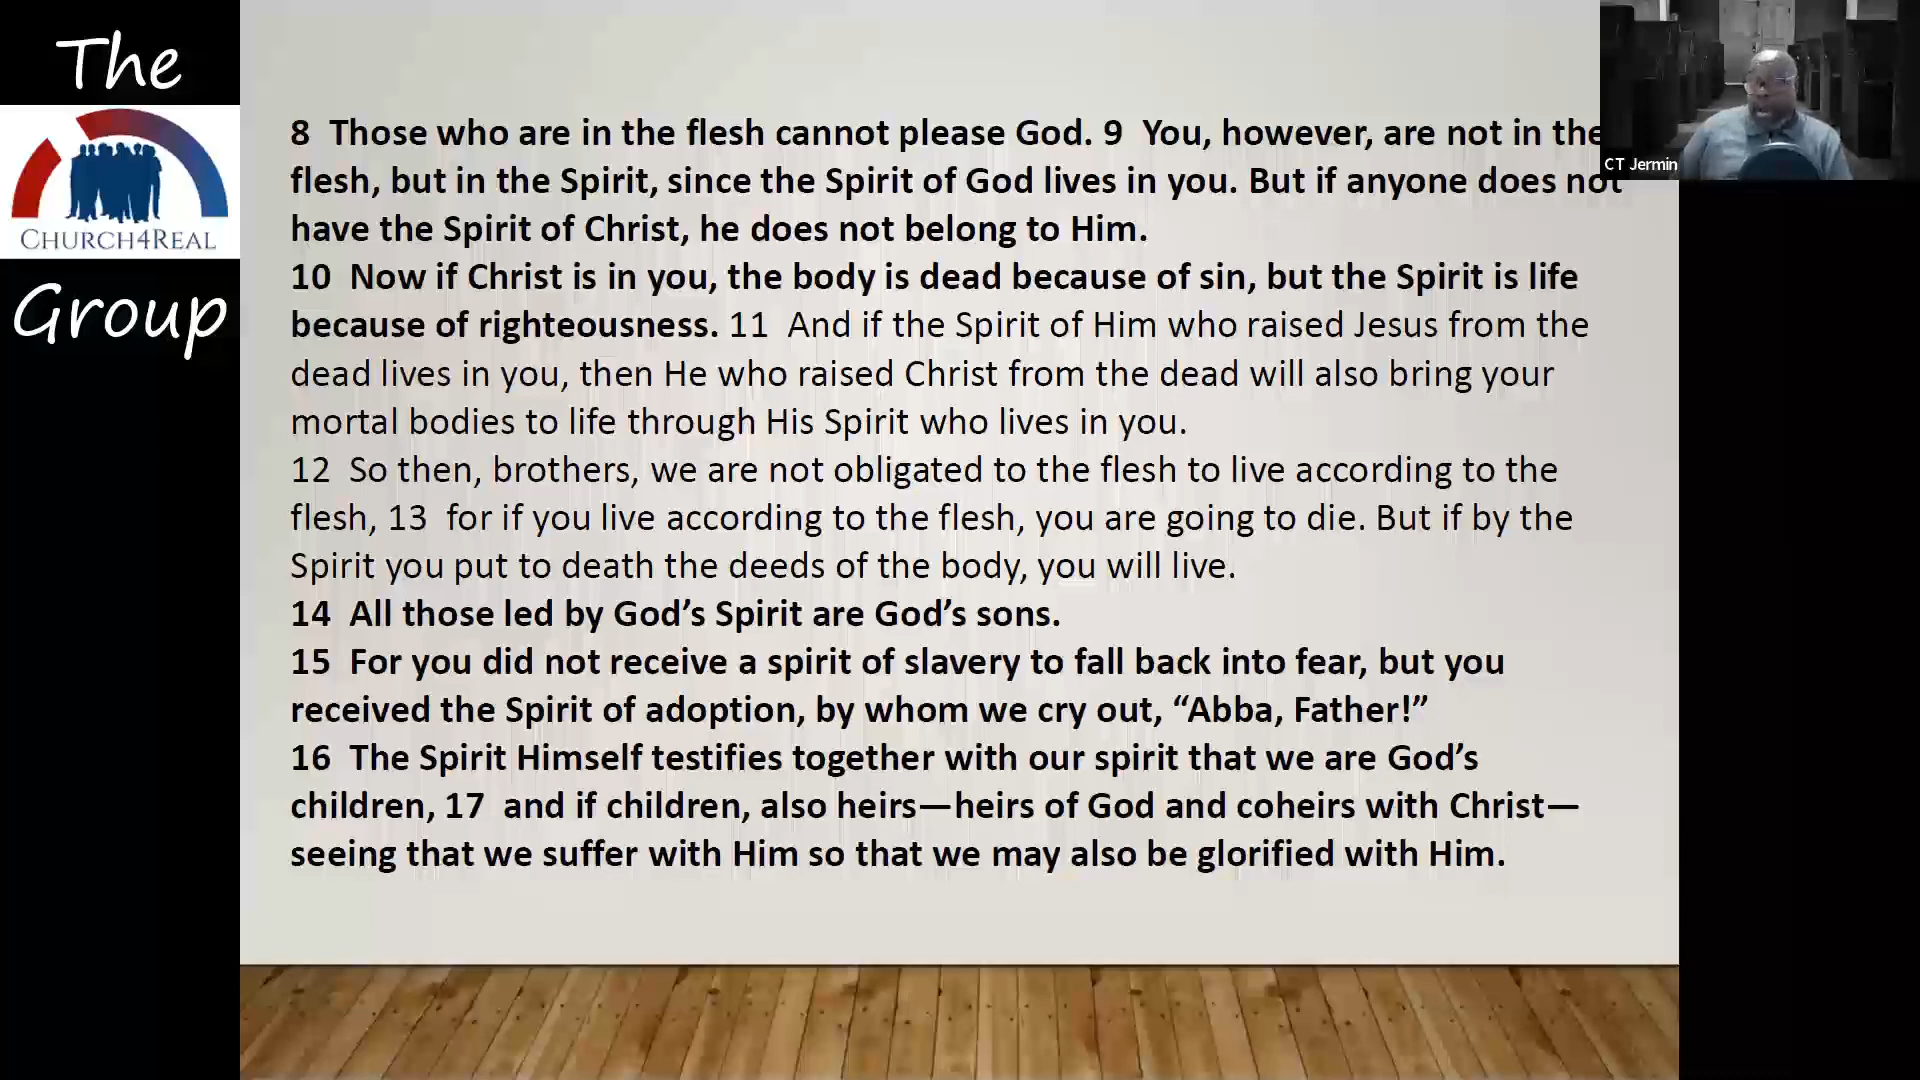 The
CHURCH4REAL
Group
8 Those who are in the flesh cannot please God. 9 You, however, are not in the
flesh, but in the Spirit, since the Spirit of God lives in you. But if anyone does not
have the Spirit of Christ, he does not belong to Him.
10 Now if Christ is in you, the body is dead because of sin, but the Spirit is life
because of righteousness. 11 And if the Spirit of Him who raised Jesus from the
dead lives in you, then He who raised Christ from the dead will also bring your
mortal bodies to life through His Spirit who lives in you.
12 So then, brothers, we are not obligated to the flesh to live according to the
flesh, 13 for if you live according to the flesh, you are going to die. But if by the
Spirit you put to death the deeds of the body, you will live.
14 All those led by God’s Spirit are God’s sons.
15 For you did not receive a spirit of slavery to fall back into fear, but you
received the Spirit of adoption, by whom we cry out, “Abba, Father!”
16 The Spirit Himself testifies together with our spirit that we are God’s
children, 17 and if children, also heirs—heirs of God and coheirs with Christ—
seeing that we suffer with Him so that we may also be glorified with Him.
CT Jermin